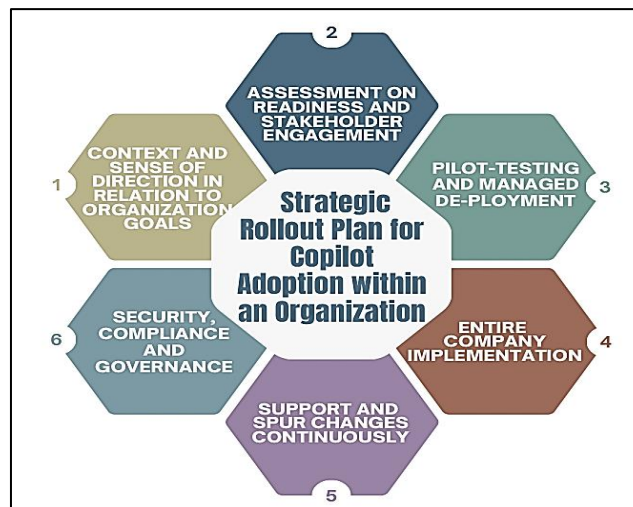 1
CONTEXT AND
SENSE OF
DIRECTION IN
RELATION TO
ORGANIZATION
GOALS
2
ASSESSMENT ON
READINESS AND
STAKEHOLDER
ENGAGEMENT
3
PILOT-TESTING
AND MANAGED
DE-PLOYMENT
Strategic
Rollout Plan for
Copilot
Adoption within
an Organization
4
ENTIRE
COMPANY
IMPLEMENTATION
5
SUPPORT AND
SPUR CHANGES
CONTINUOUSLY
6
SECURITY,
COMPLIANCE
AND
GOVERNANCE